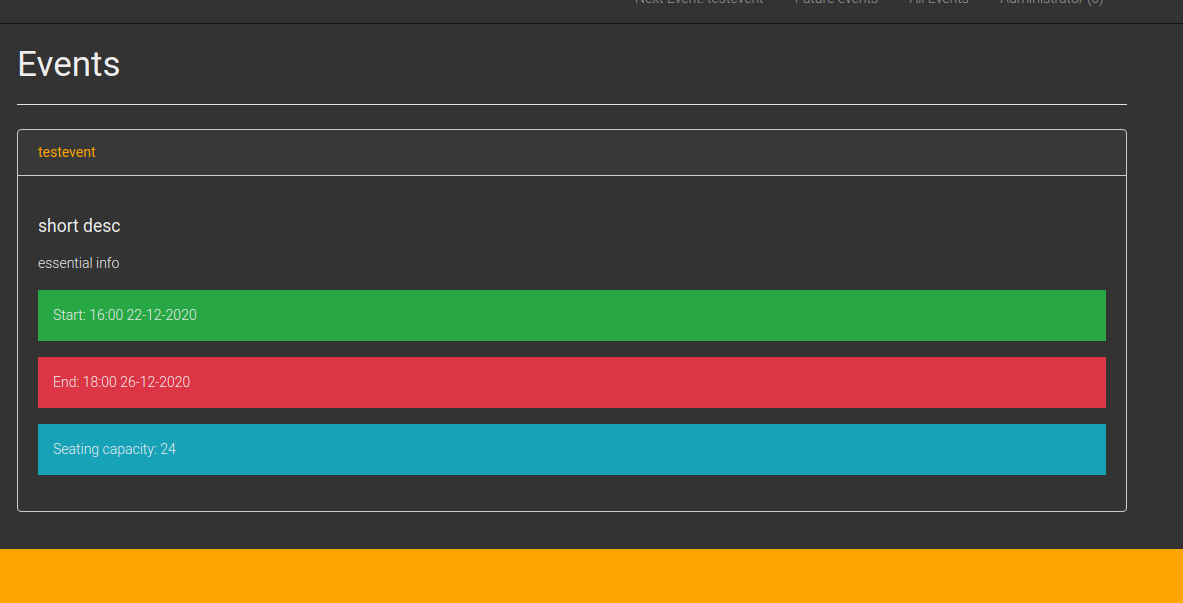 Next Event: testevent Future events All Events Administrator (0)
Events
testevent
short desc
essential info
Start: 16:00 22-12-2020
End: 18:00 26-12-2020
Seating capacity: 24